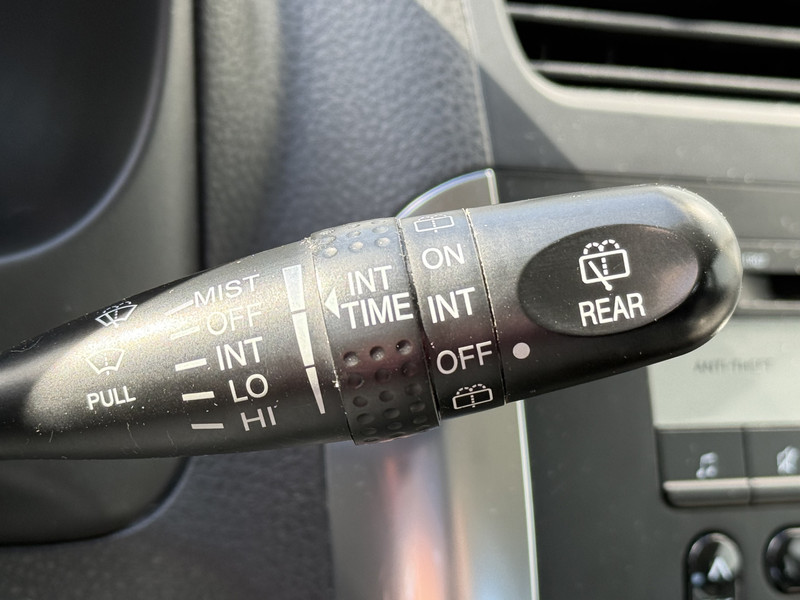 MIST
OFF
INT
LO
HI
PULL
INT
TIME
ON
INT
OFF
REAR
ANTI-THEFT